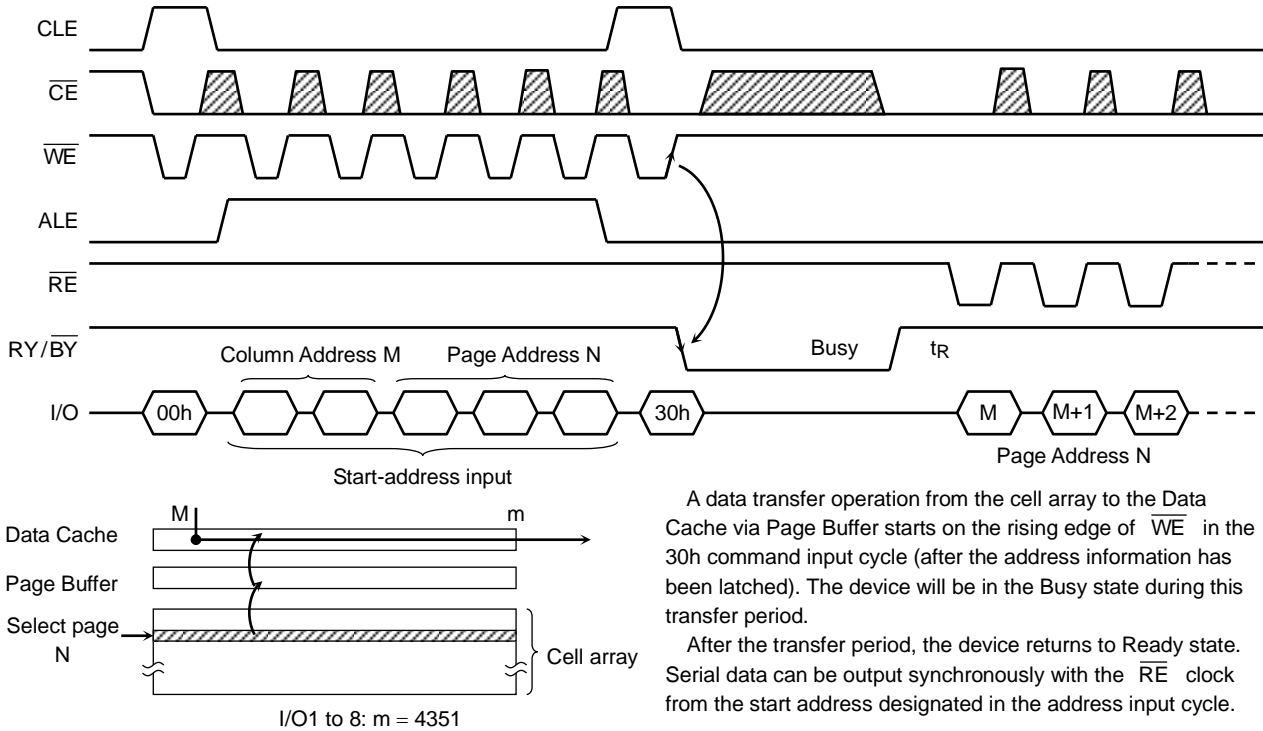 CLE
CE
WE
ALE
RE
RY/BY
Busy
tR
Column Address M
Page Address N
I/O
00h
30h
M
M+1
M+2
Start-address input
Page Address N
M
m
Data Cache
Page Buffer
Select page
N
Cell array
I/O1 to 8: m = 4351
A data transfer operation from the cell array to the Data
Cache via Page Buffer starts on the rising edge of WE in the
30h command input cycle (after the address information has
been latched). The device will be in the Busy state during this
transfer period.
After the transfer period, the device returns to Ready state.
Serial data can be output synchronously with the RE clock
from the start address designated in the address input cycle.